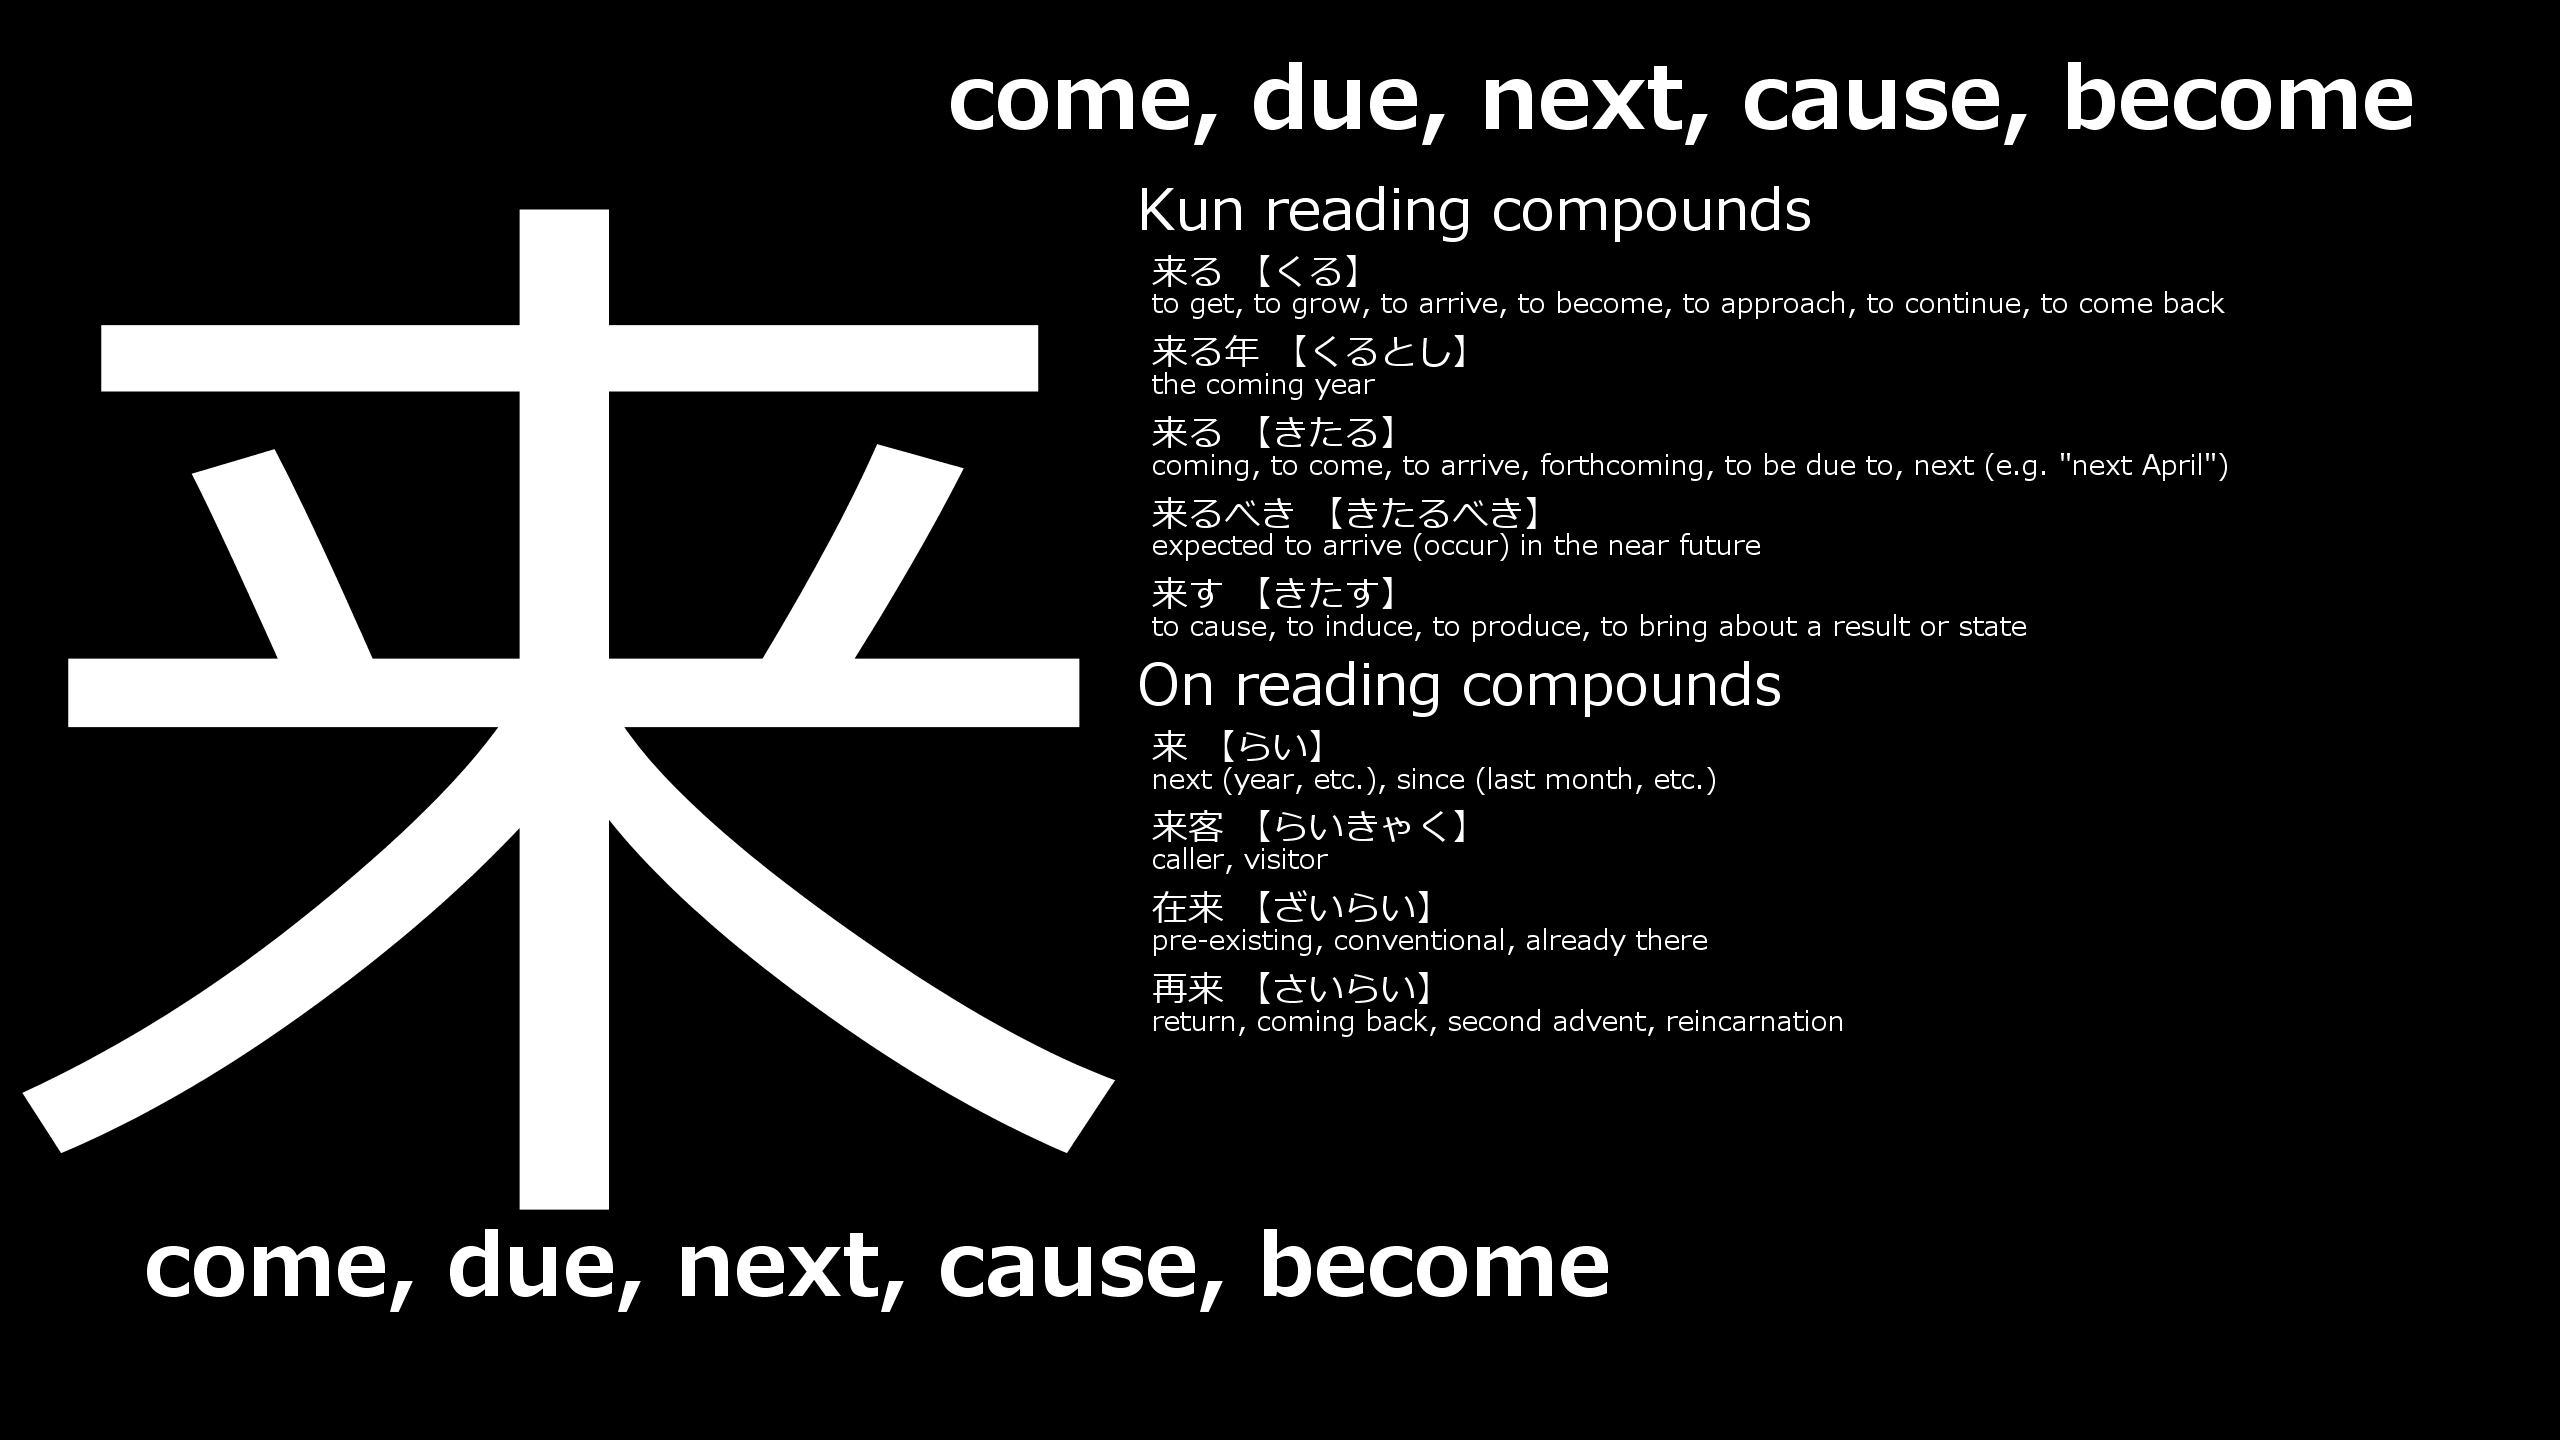 come, due, next, cause, become
来
Kun reading compounds
来る 【くる】
to get, to grow, to arrive, to become, to approach, to continue, to come back
来る年 【くるとし】
the coming year
来る 【きたる】
coming, to come, to arrive, forthcoming, to be due to, next (e.g. "next April")
来るべき 【きたるべき】
expected to arrive (occur) in the near future
来す 【きたす】
to cause, to induce, to produce, to bring about a result or state
On reading compounds
来 【らい】
next (year, etc.), since (last month, etc.)
来客 【らいきゃく】
caller, visitor
在来 【ざいらい】
pre-existing, conventional, already there
再来 【さいらい】
return, coming back, second advent, reincarnation
come, due, next, cause, become